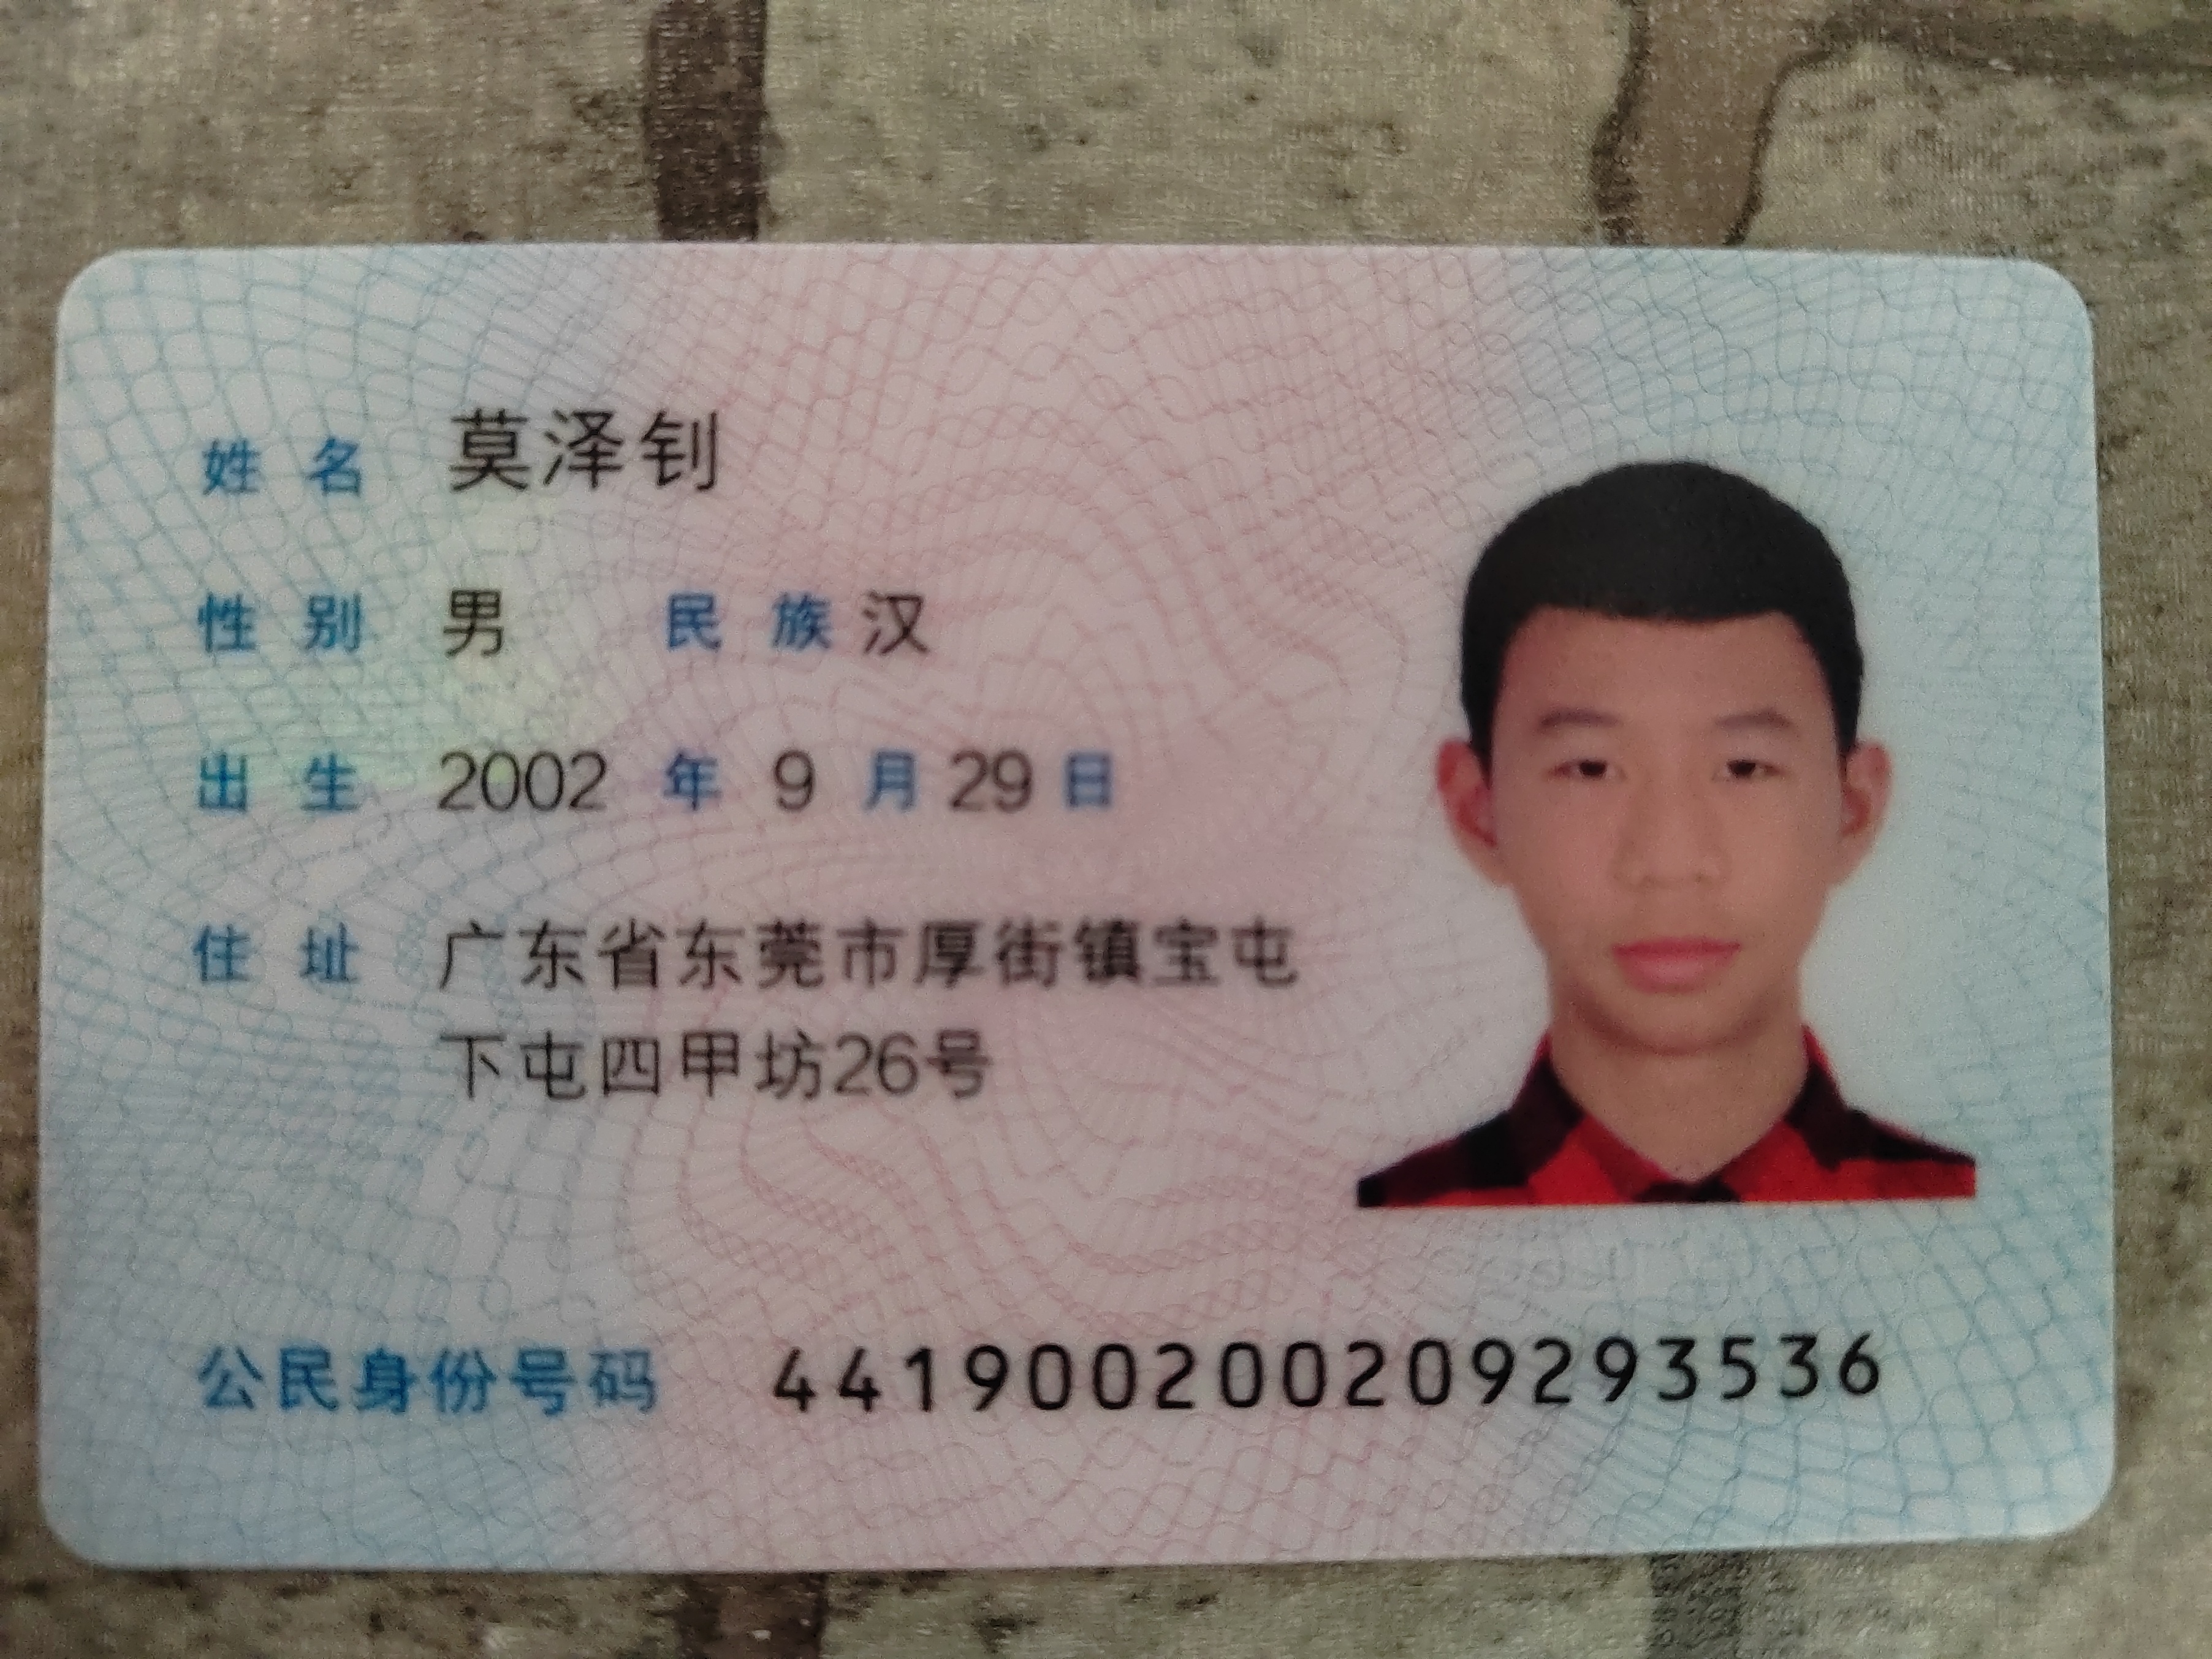 姓名 莫泽钊
性别 男 民族 汉
出生 2002 年 9 月 29 日
住址 广东省东莞市厚街镇宝屯
下屯四甲坊26号
公民身份号码 441900200209293536